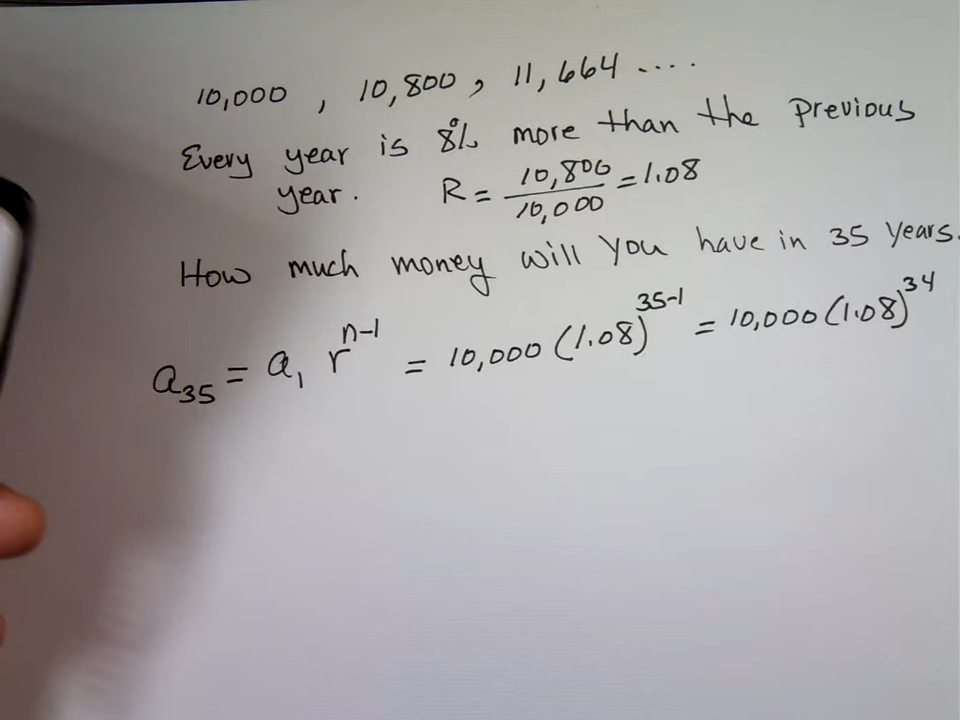 10,000 , 10,800 , 11,664 ....
Every year is 8% more than the previous
year. R = 10,800/10,000 = 1.08
How much money will you have in 35 years.
a₃₅ = a₁ rⁿ⁻¹ = 10,000 (1.08)³⁵⁻¹ = 10,000 (1.08)³⁴